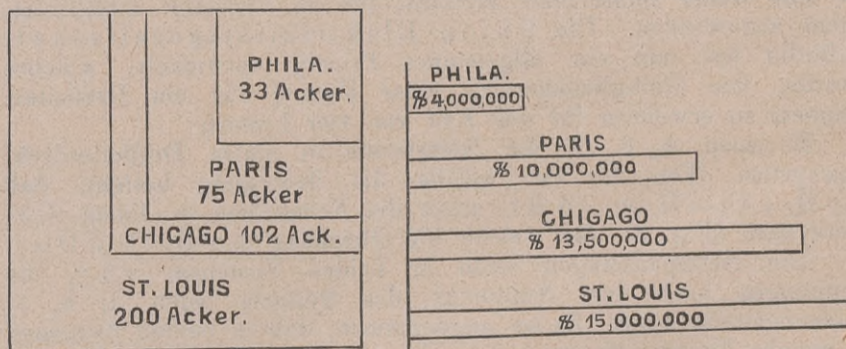 PHILA.
33 Acker.
PARIS
75 Acker
CHICAGO 102 Ack.
ST. LOUIS
200 Acker.
PHILA.
$ 4,000,000
PARIS
$ 10,000,000
CHIGAGO
$ 13,500,000
ST. LOUIS
$ 15,000.000